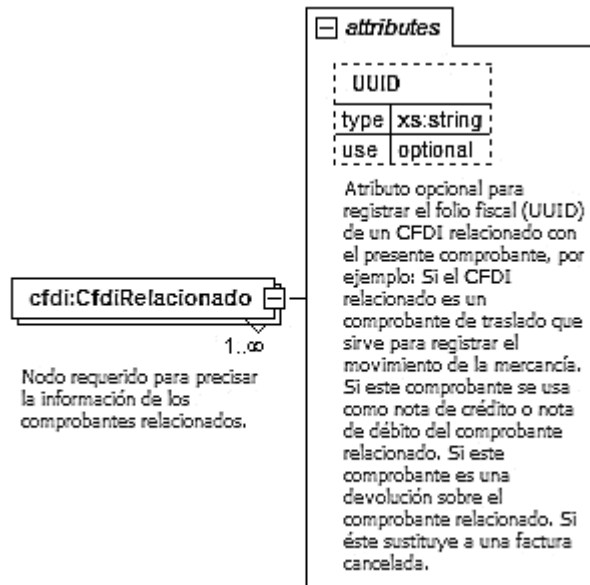 attributes
UUID
type xs:string
use optional
Atributo opcional para
registrar el folio fiscal (UUID)
de un CFDI relacionado con
el presente comprobante, por
ejemplo: Si el CFDI
relacionado es un
comprobante de traslado que
sirve para registrar el
movimiento de la mercancía.
Si este comprobante se usa
como nota de crédito o nota
de débito del comprobante
relacionado. Si este
comprobante es una
devolución sobre el
comprobante relacionado. Si
éste sustituye a una factura
cancelada.
cfdi:CfdiRelacionado
1..∞
Nodo requerido para precisar
la información de los
comprobantes relacionados.